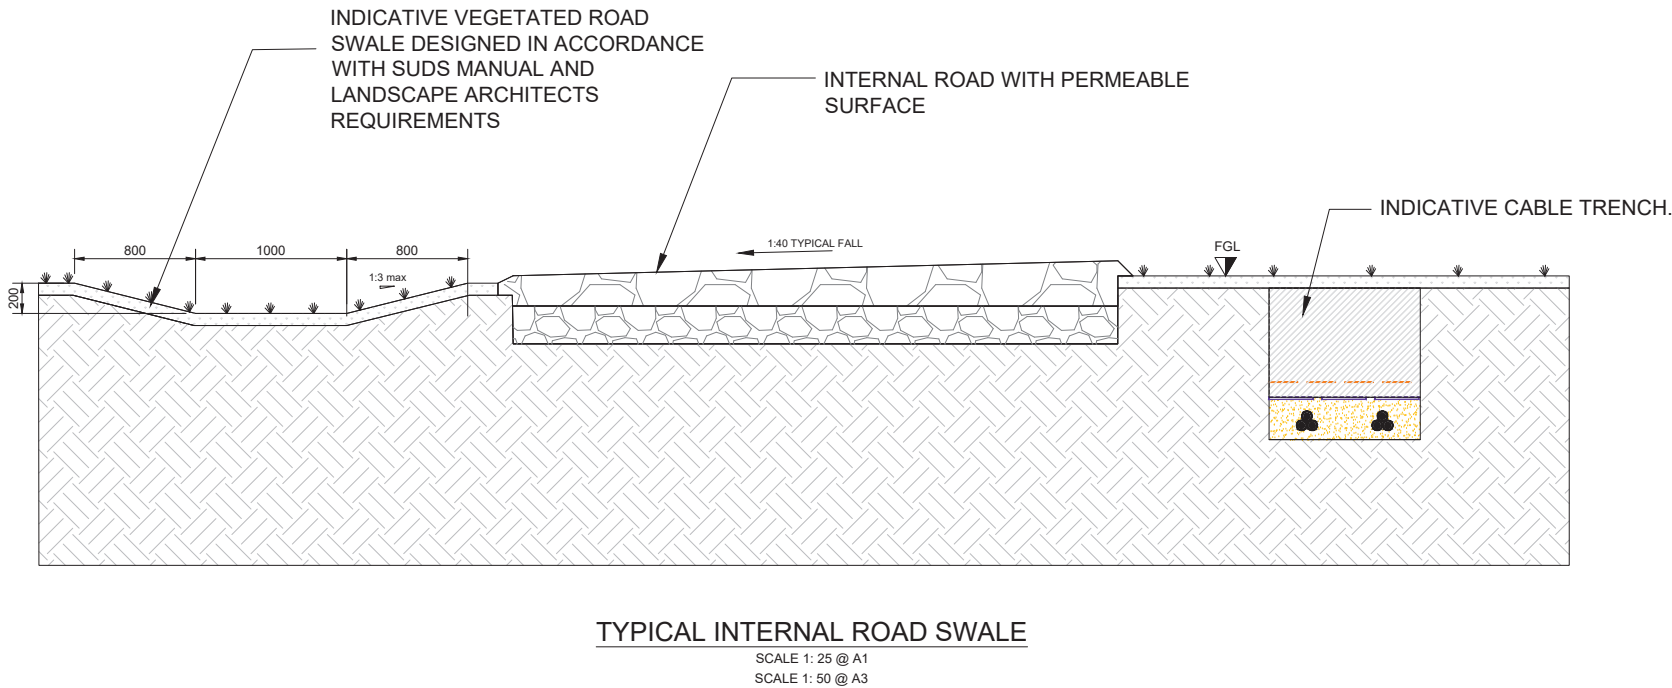 INDICATIVE VEGETATED ROAD
SWALE DESIGNED IN ACCORDANCE
WITH SUDS MANUAL AND
LANDSCAPE ARCHITECTS
REQUIREMENTS
INTERNAL ROAD WITH PERMEABLE
SURFACE
INDICATIVE CABLE TRENCH.
800
1000
800
1:40 TYPICAL FALL
FGL
1:3 max
200
TYPICAL INTERNAL ROAD SWALE
SCALE 1: 25 @ A1
SCALE 1: 50 @ A3